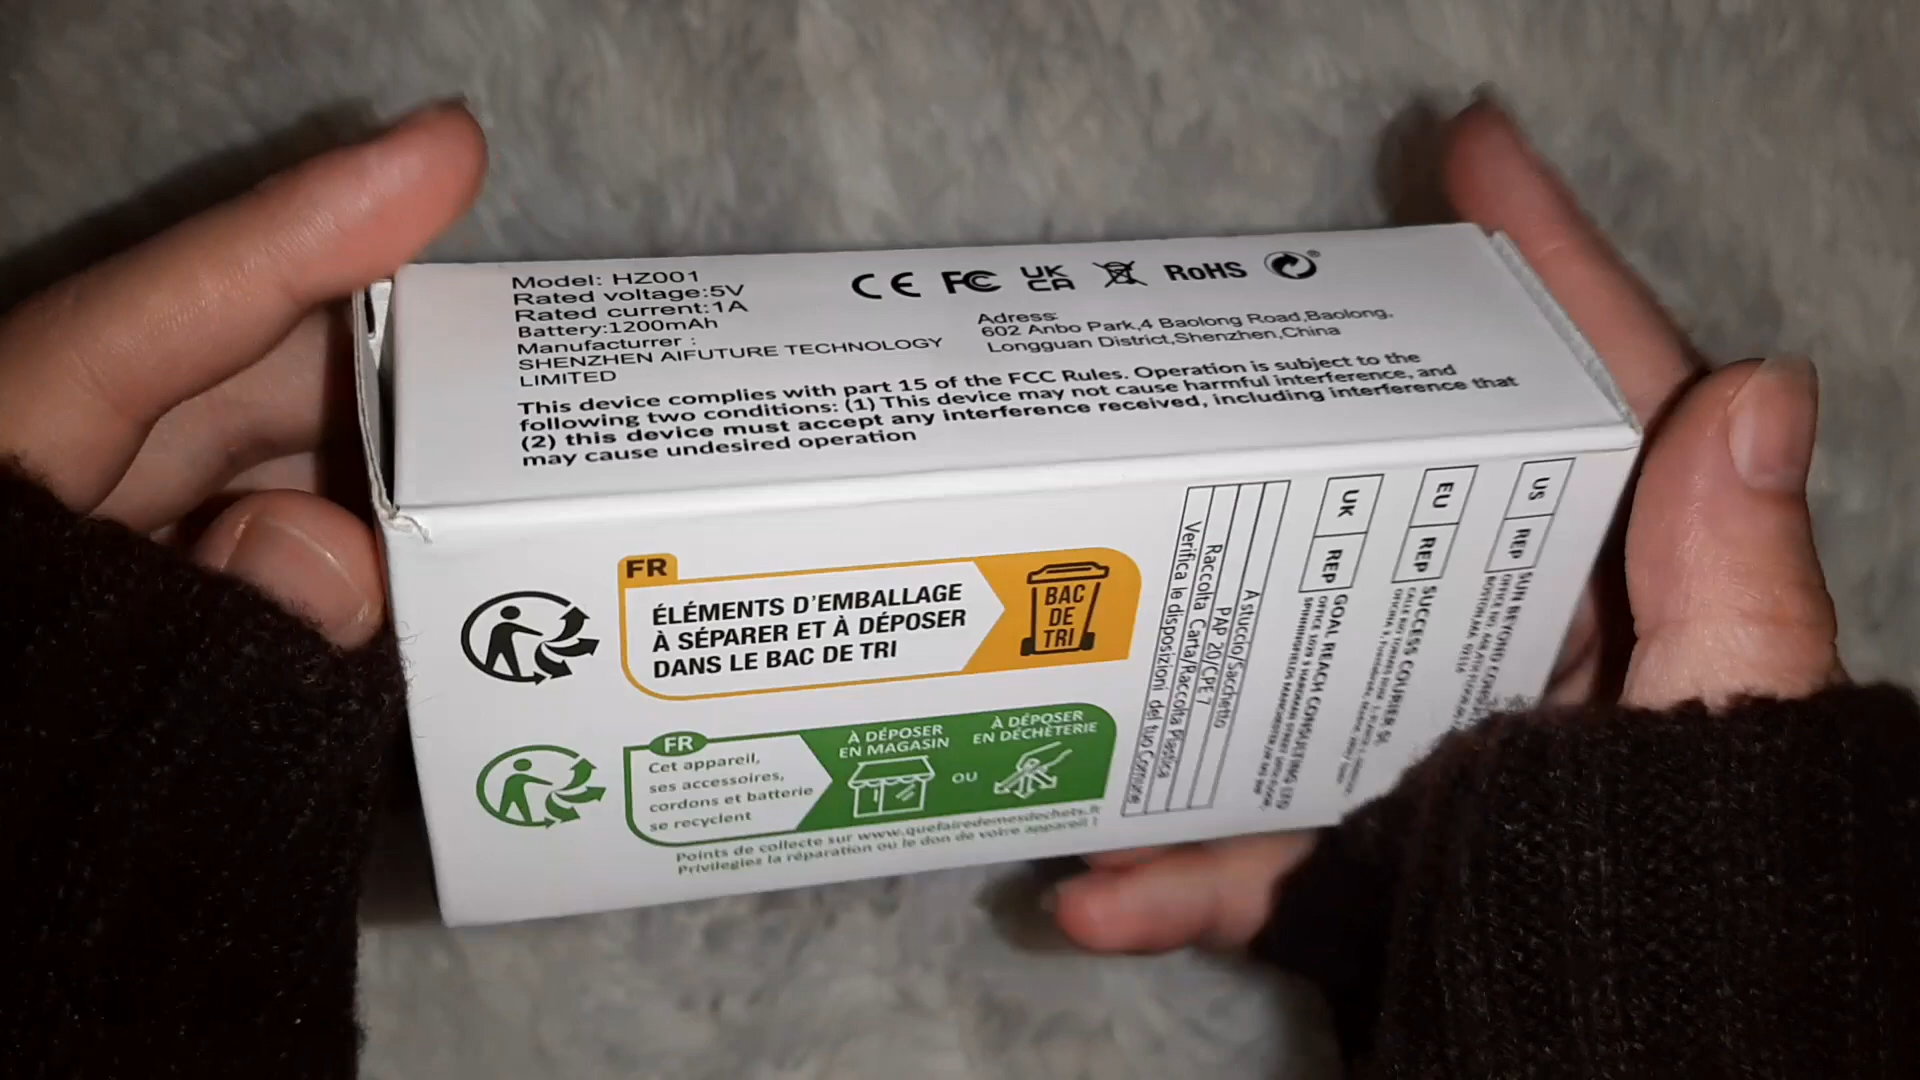 Model: HZ001
Rated voltage:5V
Rated current:1A
Battery:1200mAh
Manufacturrer :
SHENZHEN AIFUTURE TECHNOLOGY
LIMITED
CE FC UK CA RoHS
Adress:
602 Anbo Park,4 Baolong Road,Baolong,
Longguan District,Shenzhen,China
This device complies with part 15 of the FCC Rules. Operation is subject to the
following two conditions: (1) This device may not cause harmful interference, and
(2) this device must accept any interference received, including interference that
may cause undesired operation
FR
ÉLÉMENTS D'EMBALLAGE
À SÉPARER ET À DÉPOSER
DANS LE BAC DE TRI
BAC
DE
TRI
FR
Cet appareil,
ses accessoires,
cordons et batterie
se recyclent
À DÉPOSER
EN MAGASIN
OU
À DÉPOSER
EN DÉCHÈTERIE
Points de collecte sur www.quefairedemesdechets.fr
Privilégiez la réparation ou le don de votre appareil !
Astuccio/Sacchetto
PAP 20/CPE 7
Raccolta Carta/Raccolta Plastica
Verifica le disposizioni del tuo Comune
UK REP
GOAL REACH CONSULTING LTD
EU REP
SUCCESS COURIER SL
US REP
SUN BEYOND